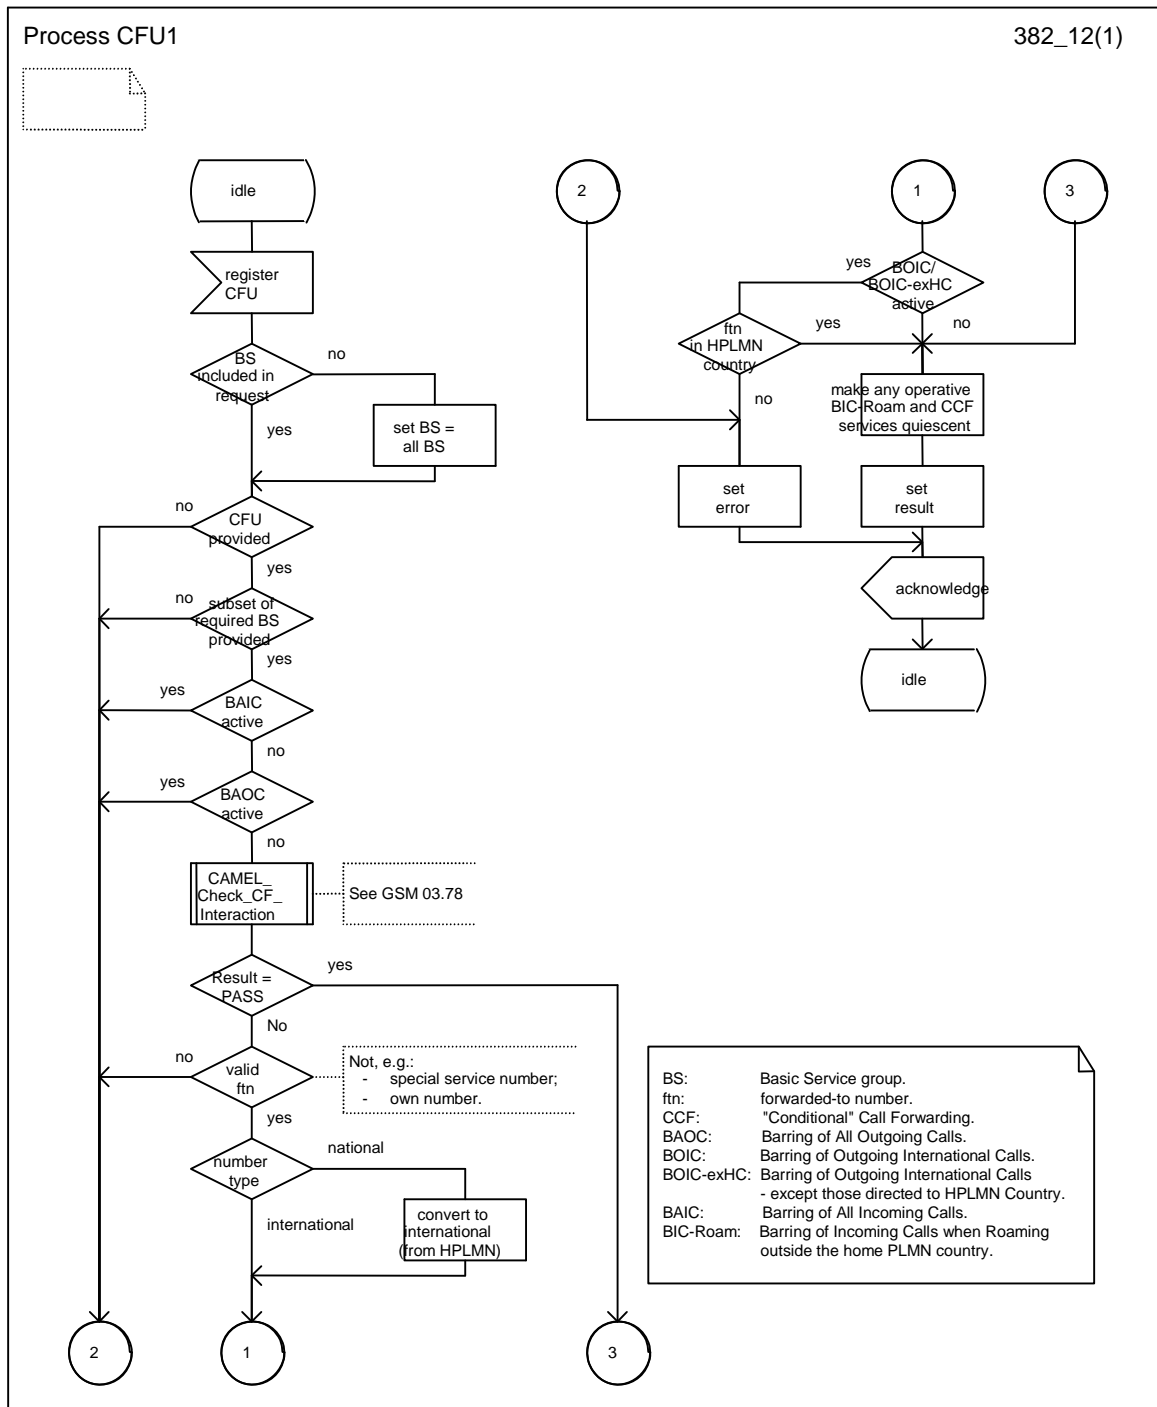 Process CFU1
382_12(1)
idle
register
CFU
BS
included in
request
no
yes
set BS =
all BS
no
CFU
provided
yes
no
subset of
required BS
provided
yes
yes
BAIC
active
no
yes
BAOC
active
no
CAMEL_
Check_CF_
Interaction
See GSM 03.78
Result =
PASS
yes
No
no
valid
ftn
Not, e.g.:
- special service number;
- own number.
yes
number
type
national
international
convert to
international
(from HPLMN)
2
1
3
2
1
3
yes
BOIC/
BOIC-exHC
active
no
ftn
in HPLMN
country
yes
no
make any operative
BIC-Roam and CCF
services quiescent
set
error
set
result
acknowledge
idle
BS: Basic Service group.
ftn: forwarded-to number.
CCF: "Conditional" Call Forwarding.
BAOC: Barring of All Outgoing Calls.
BOIC: Barring of Outgoing International Calls.
BOIC-exHC: Barring of Outgoing International Calls
- except those directed to HPLMN Country.
BAIC: Barring of All Incoming Calls.
BIC-Roam: Barring of Incoming Calls when Roaming
outside the home PLMN country.